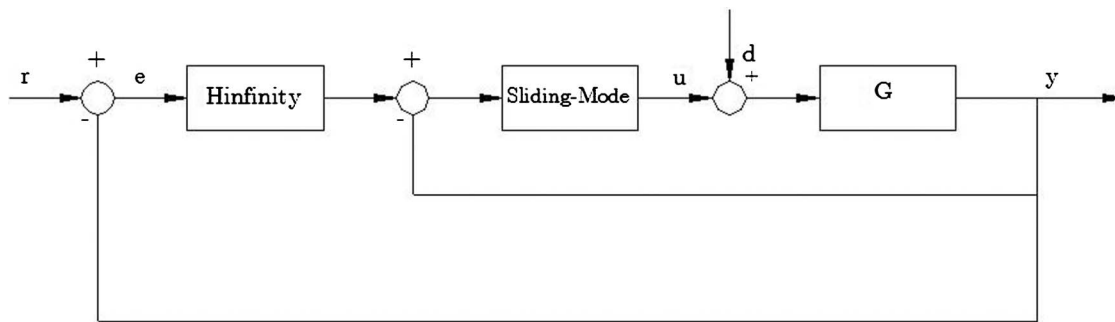 r
+
-
e
Hinfinity
+
-
Sliding-Mode
u
d
+
G
y